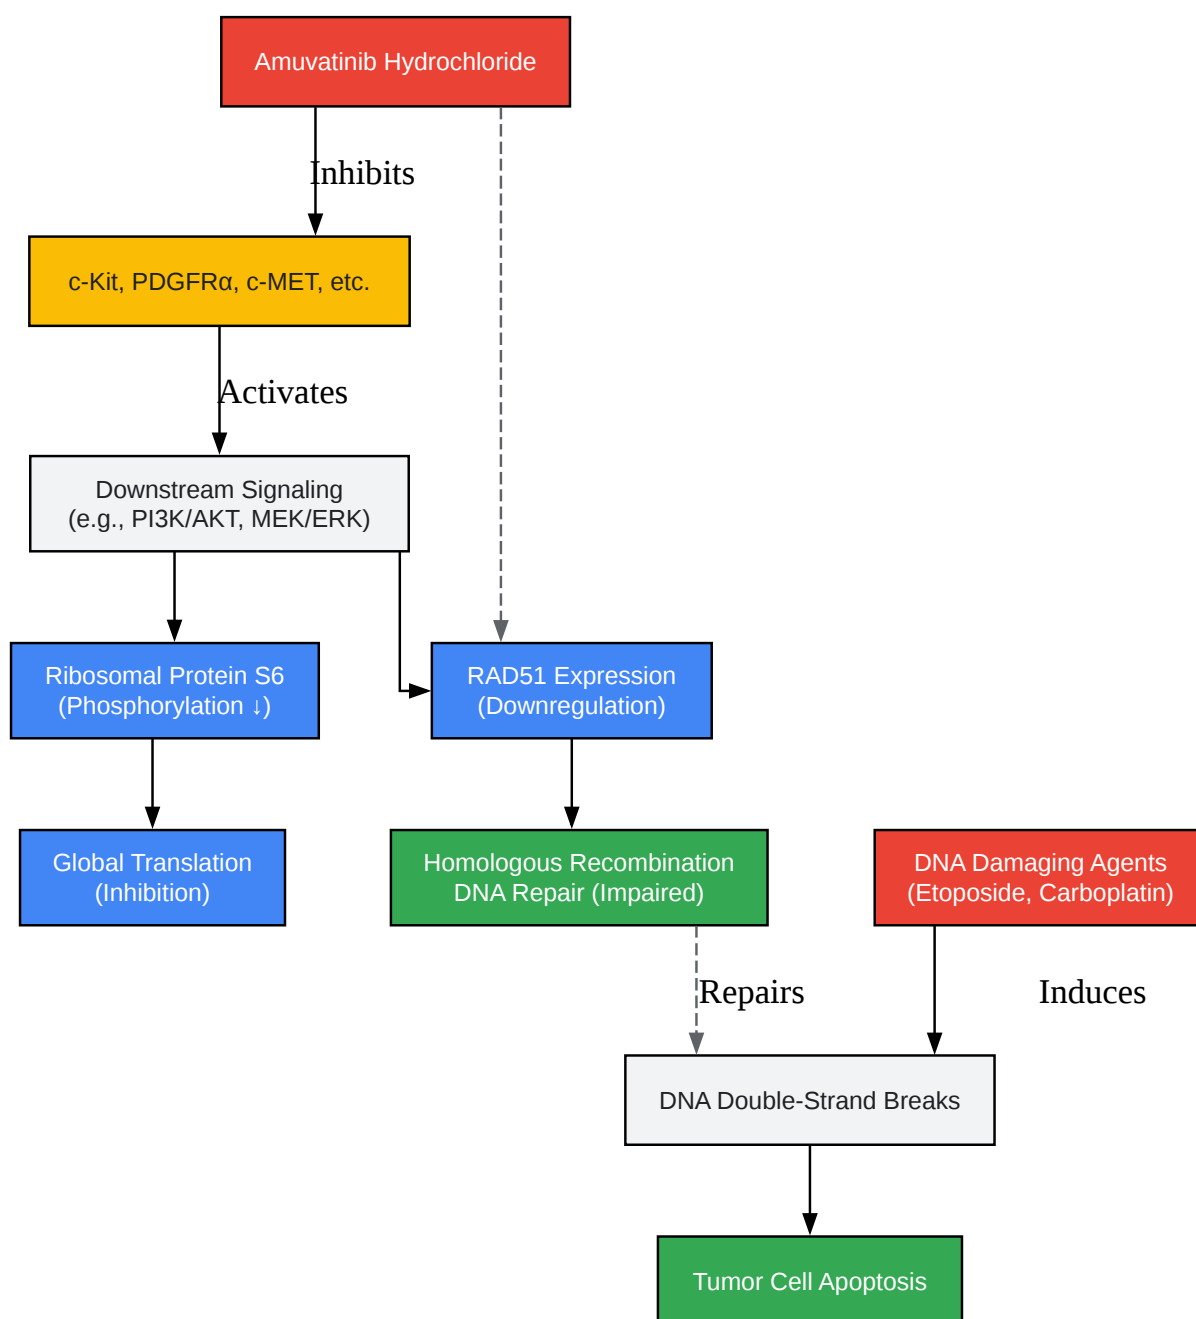 Amuvatinib Hydrochloride
Inhibits
c-Kit, PDGFRα, c-MET, etc.
Activates
Downstream Signaling
(e.g., PI3K/AKT, MEK/ERK)
Ribosomal Protein S6
(Phosphorylation ↓)
RAD51 Expression
(Downregulation)
Global Translation
(Inhibition)
Homologous Recombination
DNA Repair (Impaired)
DNA Damaging Agents
(Etoposide, Carboplatin)
Repairs
Induces
DNA Double-Strand Breaks
Tumor Cell Apoptosis